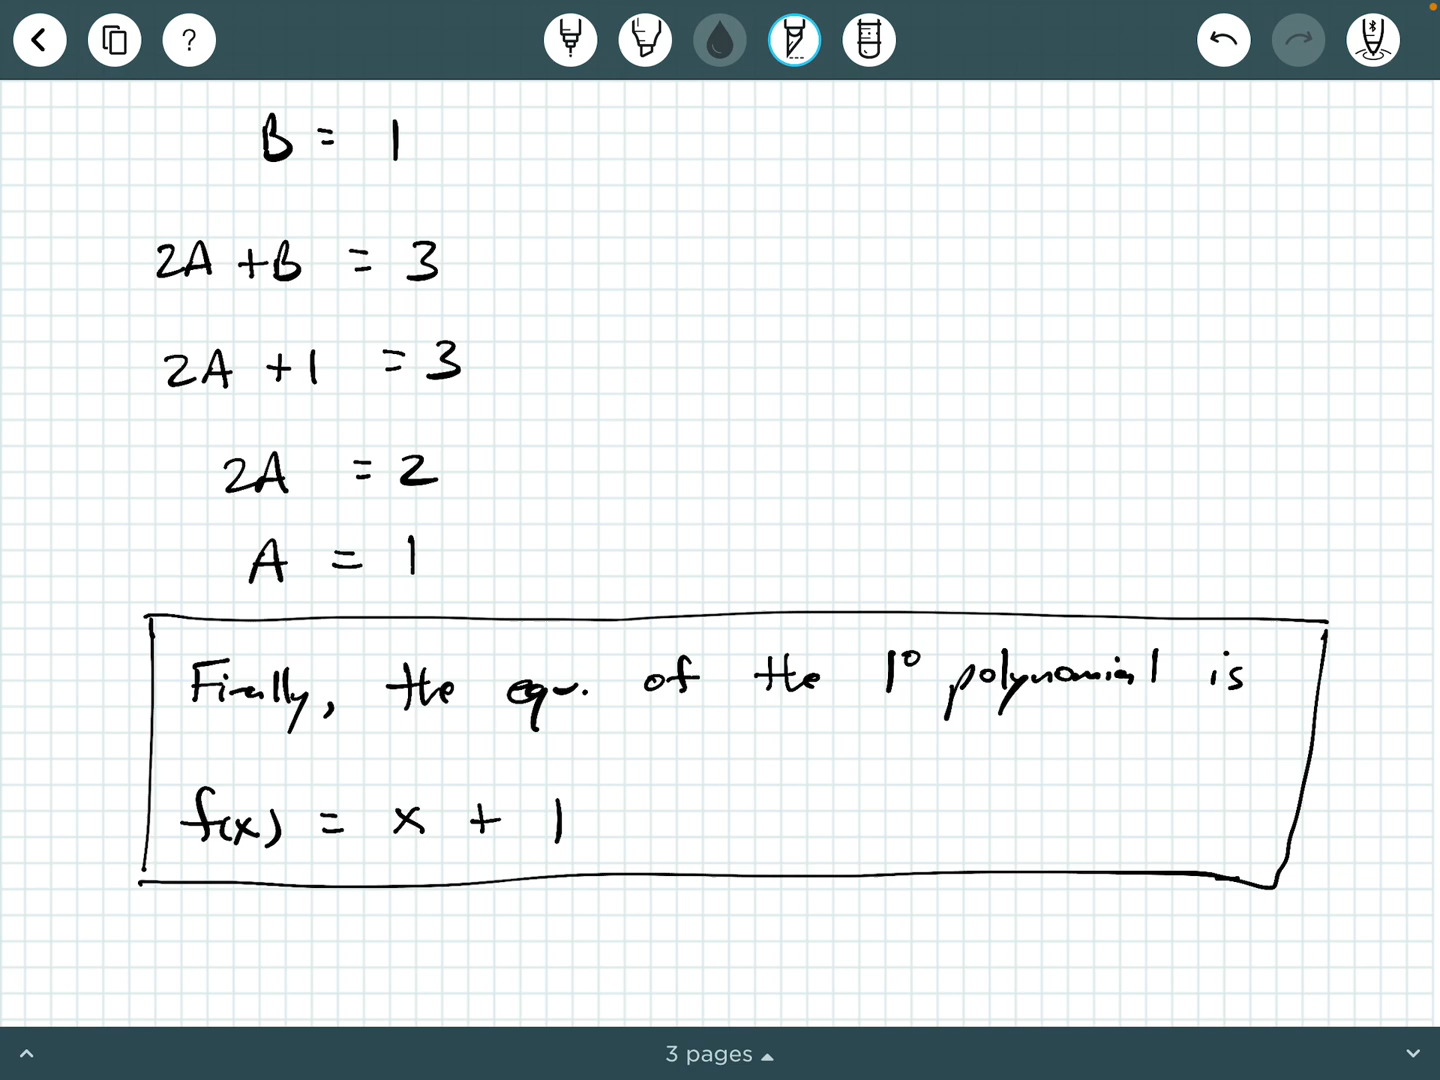 ?
B = 1
2A + B = 3
2A + 1 = 3
2A = 2
A = 1
Finally, the equ. of the 1° polynomial is
f(x) = x + 1
3 pages